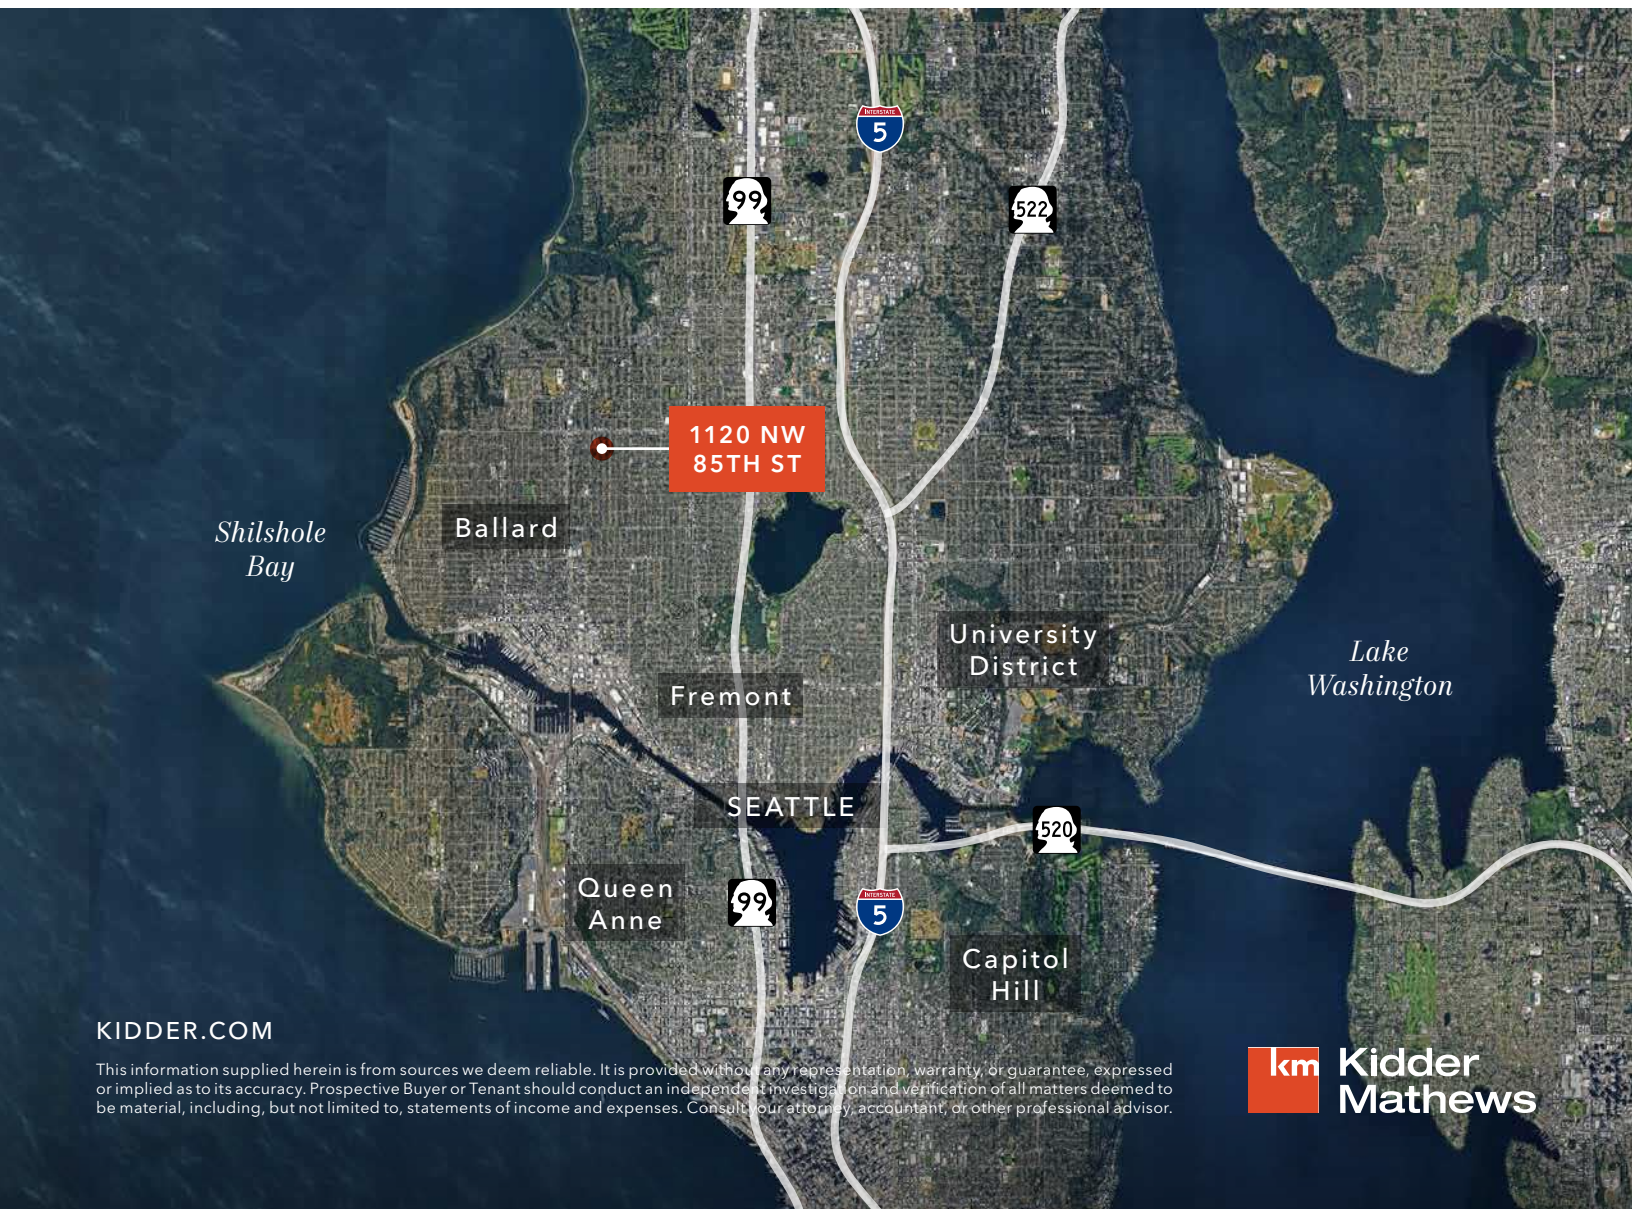 INTERSTATE
5
99
522
1120 NW
85TH ST
Ballard
Shilshole
Bay
University
District
Lake
Washington
Fremont
SEATTLE
520
Queen
Anne
99
INTERSTATE
5
Capitol
Hill
KIDDER.COM
This information supplied herein is from sources we deem reliable. It is provided without any representation, warranty, or guarantee, expressed
or implied as to its accuracy. Prospective Buyer or Tenant should conduct an independent investigation and verification of all matters deemed to
be material, including, but not limited to, statements of income and expenses. Consult your attorney, accountant, or other professional advisor.
km
Kidder
Mathews